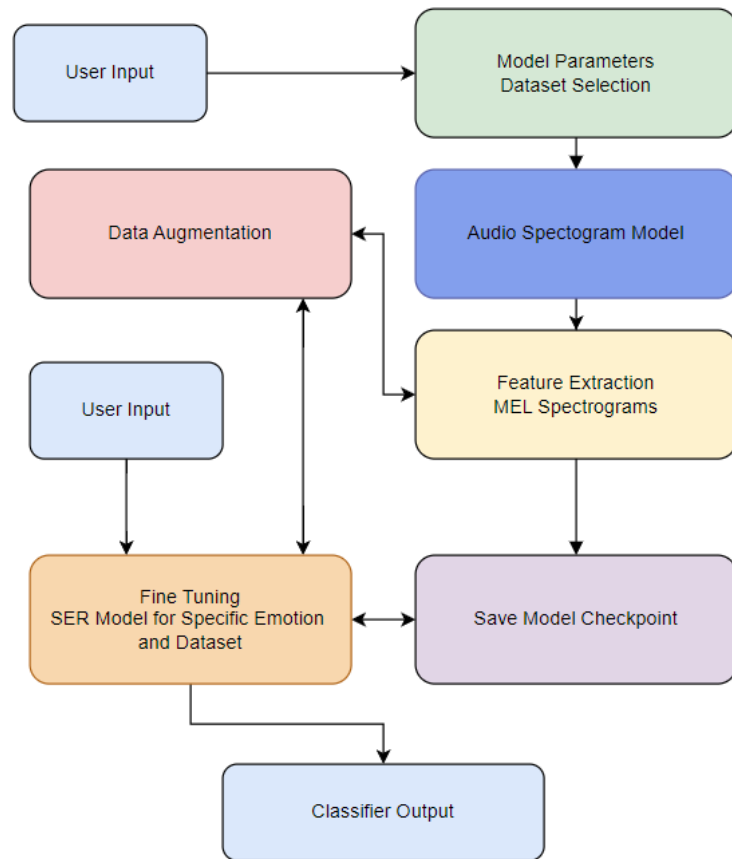 User Input
Model Parameters
Dataset Selection
Data Augmentation
Audio Spectogram Model
User Input
Feature Extraction
MEL Spectrograms
Fine Tuning
SER Model for Specific Emotion
and Dataset
Save Model Checkpoint
Classifier Output